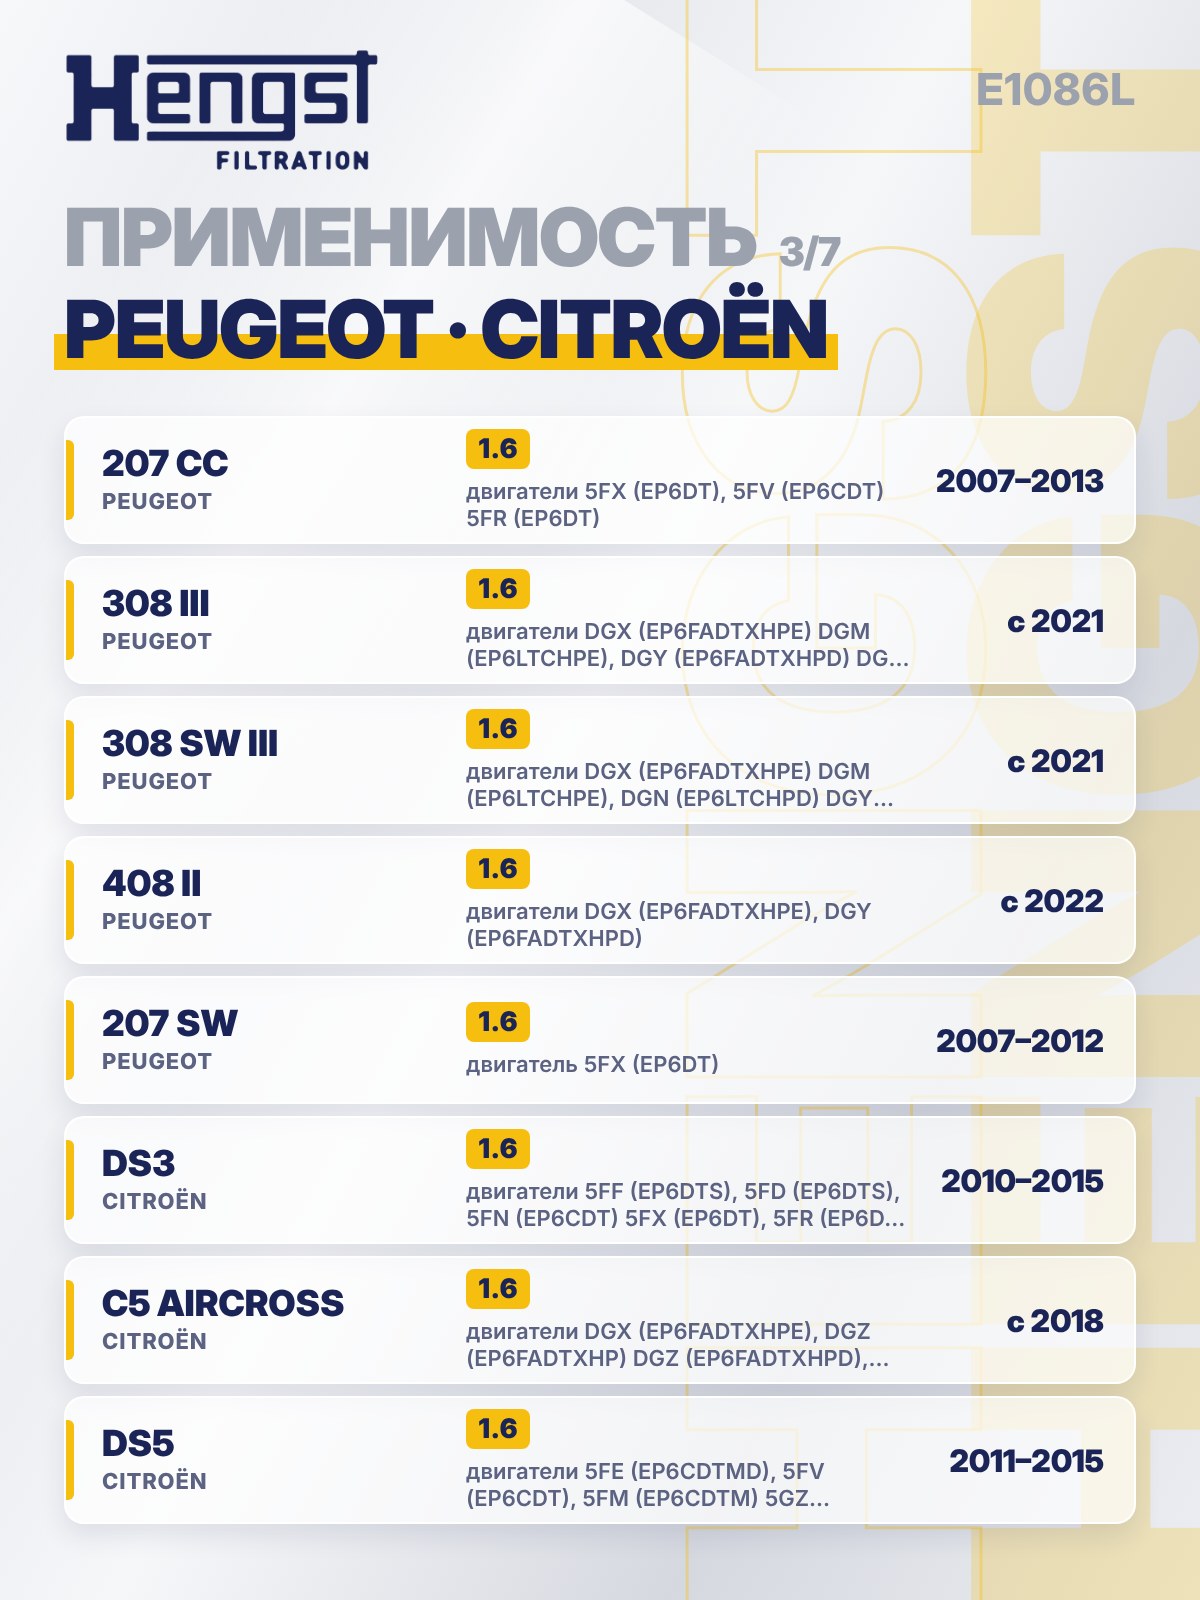 Hengst
FILTRATION
E1086L
ПРИМЕНИМОСТЬ 3/7
PEUGEOT · CITROËN
207 CC
PEUGEOT
1.6
двигатели 5FX (EP6DT), 5FV (EP6CDT)
5FR (EP6DT)
2007–2013
308 III
PEUGEOT
1.6
двигатели DGX (EP6FADTXHPE) DGM
(EP6LTCHPE), DGY (EP6FADTXHPD) DG...
с 2021
308 SW III
PEUGEOT
1.6
двигатели DGX (EP6FADTXHPE) DGM
(EP6LTCHPE), DGN (EP6LTCHPD) DGY...
с 2021
408 II
PEUGEOT
1.6
двигатели DGX (EP6FADTXHPE), DGY
(EP6FADTXHPD)
с 2022
207 SW
PEUGEOT
1.6
двигатель 5FX (EP6DT)
2007–2012
DS3
CITROËN
1.6
двигатели 5FF (EP6DTS), 5FD (EP6DTS),
5FN (EP6CDT) 5FX (EP6DT), 5FR (EP6D...
2010–2015
C5 AIRCROSS
CITROËN
1.6
двигатели DGX (EP6FADTXHPE), DGZ
(EP6FADTXHP) DGZ (EP6FADTXHPD),...
с 2018
DS5
CITROËN
1.6
двигатели 5FE (EP6CDTMD), 5FV
(EP6CDT), 5FM (EP6CDTM) 5GZ...
2011–2015
HENGST
HENGST